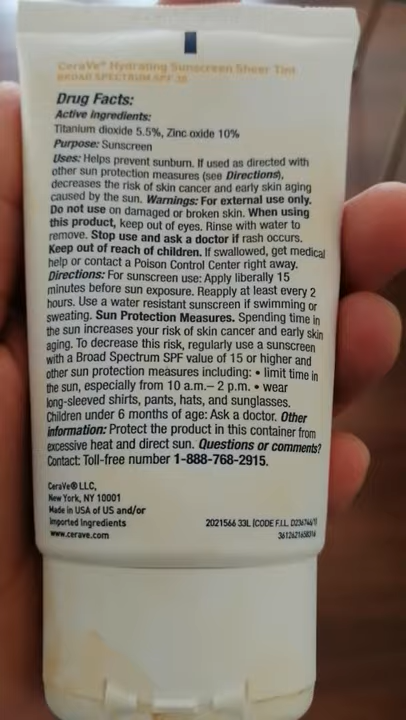 CeraVe® Hydrating Sunscreen Sheer Tint
BROAD SPECTRUM SPF 30
Drug Facts:
Active ingredients:
Titanium dioxide 5.5%, Zinc oxide 10%
Purpose: Sunscreen
Uses: Helps prevent sunburn. If used as directed with
other sun protection measures (see Directions),
decreases the risk of skin cancer and early skin aging
caused by the sun. Warnings: For external use only.
Do not use on damaged or broken skin. When using
this product, keep out of eyes. Rinse with water to
remove. Stop use and ask a doctor if rash occurs.
Keep out of reach of children. If swallowed, get medical
help or contact a Poison Control Center right away.
Directions: For sunscreen use: Apply liberally 15
minutes before sun exposure. Reapply at least every 2
hours. Use a water resistant sunscreen if swimming or
sweating. Sun Protection Measures. Spending time in
the sun increases your risk of skin cancer and early skin
aging. To decrease this risk, regularly use a sunscreen
with a Broad Spectrum SPF value of 15 or higher and
other sun protection measures including: • limit time in
the sun, especially from 10 a.m.– 2 p.m. • wear
long-sleeved shirts, pants, hats, and sunglasses.
Children under 6 months of age: Ask a doctor. Other
information: Protect the product in this container from
excessive heat and direct sun. Questions or comments?
Contact: Toll-free number 1-888-768-2915.
CeraVe® LLC,
New York, NY 10001
Made in USA of US and/or
Imported Ingredients
www.cerave.com
2021566 33L (CODE F.I.L.